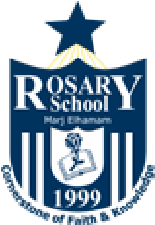 ROSARY
School
Marj Elhamam
1999
Cornerstone of Faith & Knowledge